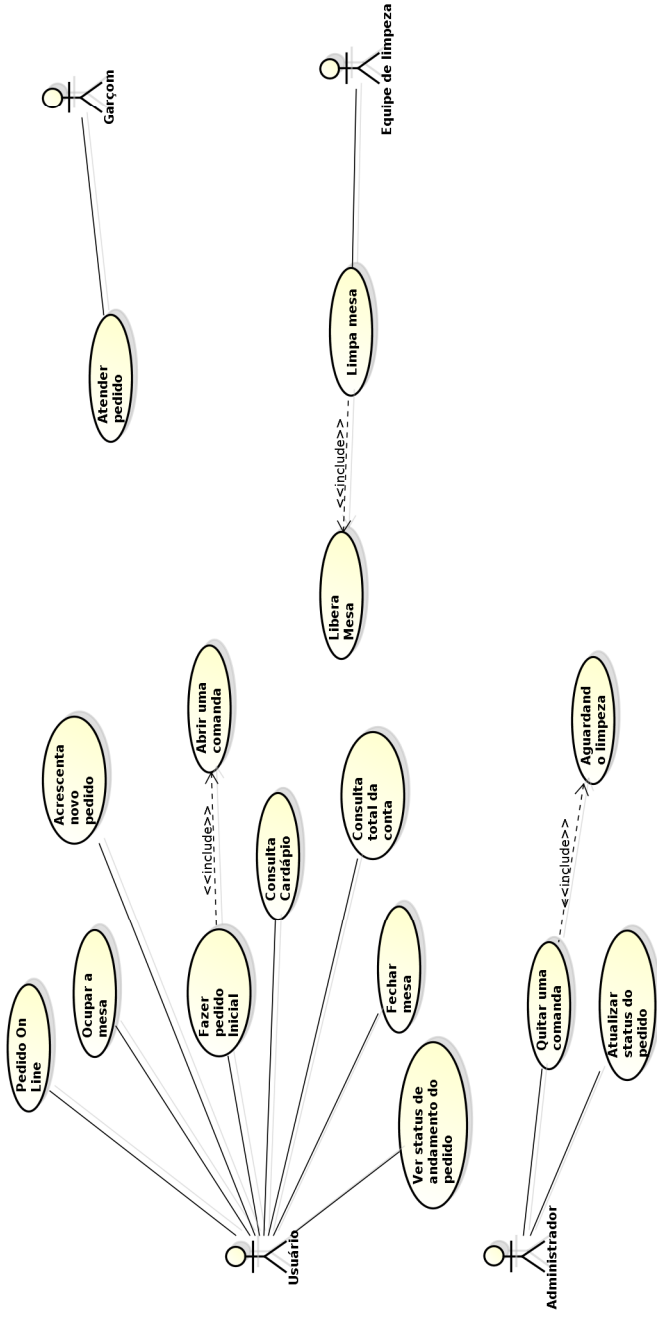 Pedido On
Line
Ocupar a
mesa
Acrescenta
novo
pedido
Fazer
pedido
Inicial
<<include>>
Abrir uma
comanda
Consulta
Cardápio
Consulta
total da
conta
Fechar
mesa
Ver status de
andamento do
pedido
Usuário
Atender
pedido
Garçom
Libera
Mesa
<<include>>
Limpa mesa
Equipe de limpeza
Quitar uma
comanda
<<include>>
Aguardand
o limpeza
Atualizar
status do
pedido
Administrador